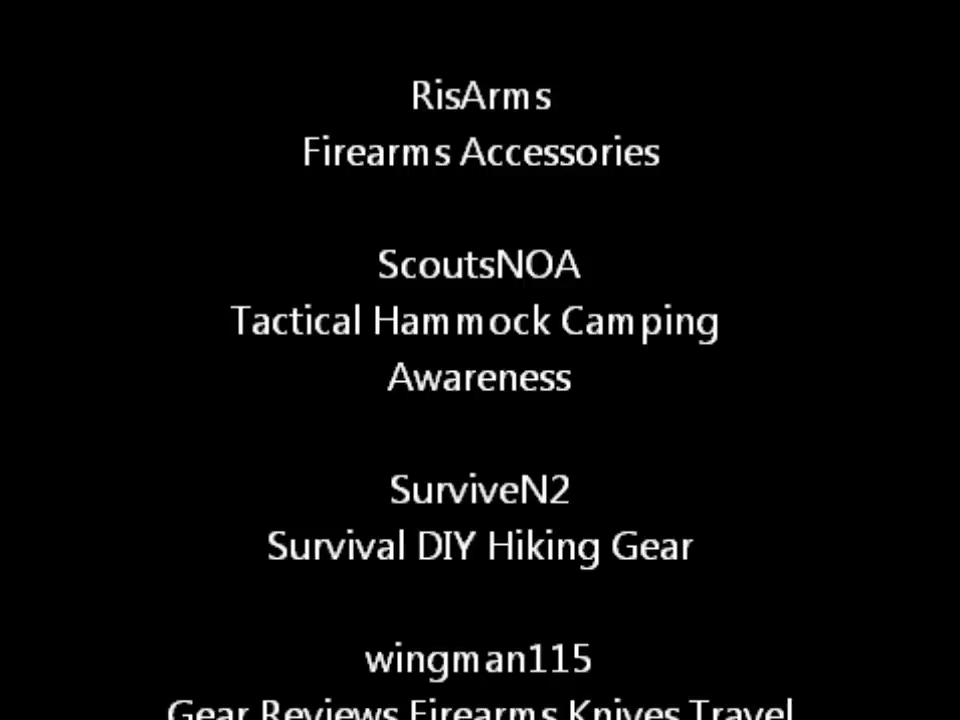 RisArms
Firearms Accessories
ScoutsNOA
Tactical Hammock Camping
Awareness
SurviveN2
Survival DIY Hiking Gear
wingman115
Gear Reviews Firearms Knives Travel